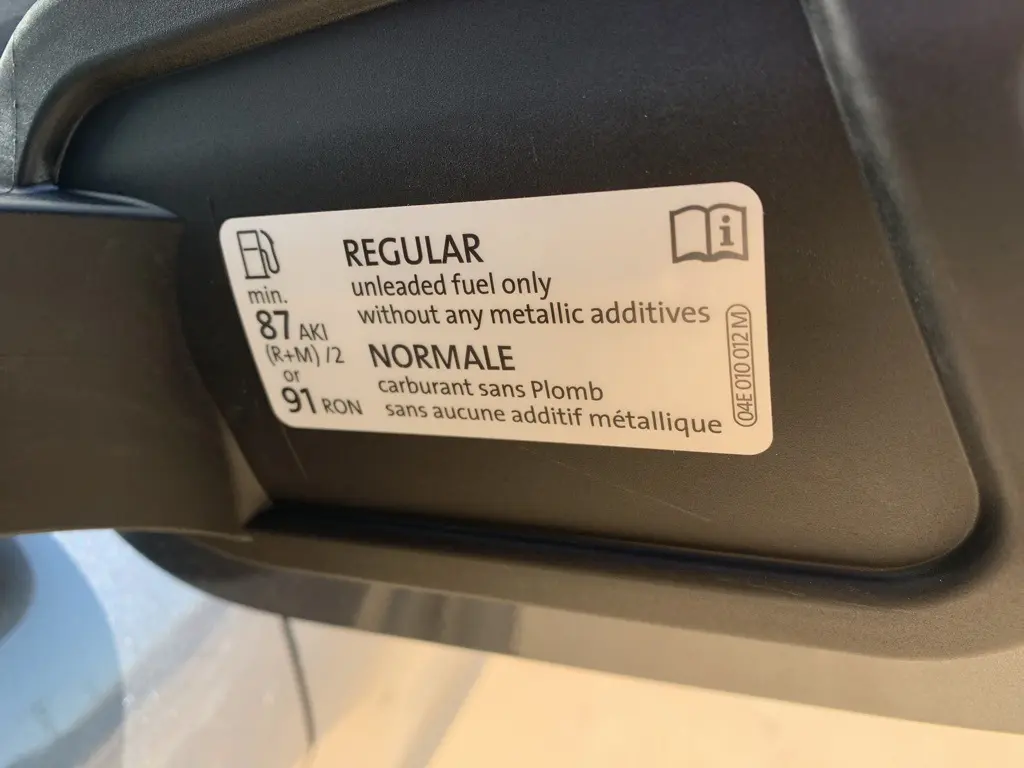 REGULAR
unleaded fuel only
without any metallic additives
NORMALE
carburant sans Plomb
sans aucune additif métallique
min.
87 AKI
(R+M) /2
or
91 RON
i
04E 010 012 M